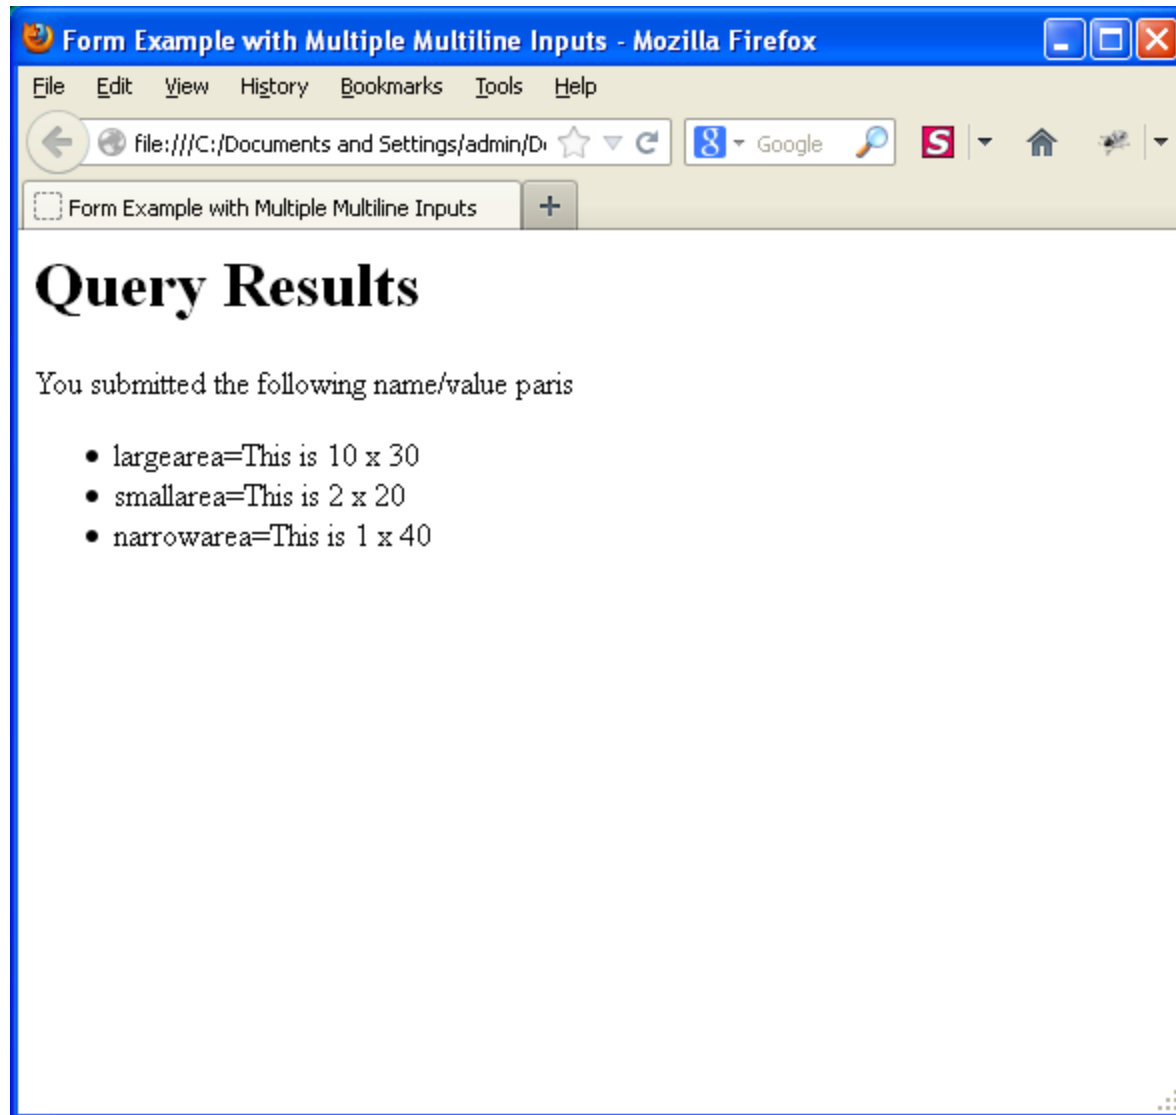 Form Example with Multiple Multiline Inputs - Mozilla Firefox
File Edit View History Bookmarks Tools Help
file:///C:/Documents and Settings/admin/D
8 Google S
Form Example with Multiple Multiline Inputs +
Query Results
You submitted the following name/value paris
• largearea=This is 10 x 30
• smallarea=This is 2 x 20
• narrowarea=This is 1 x 40